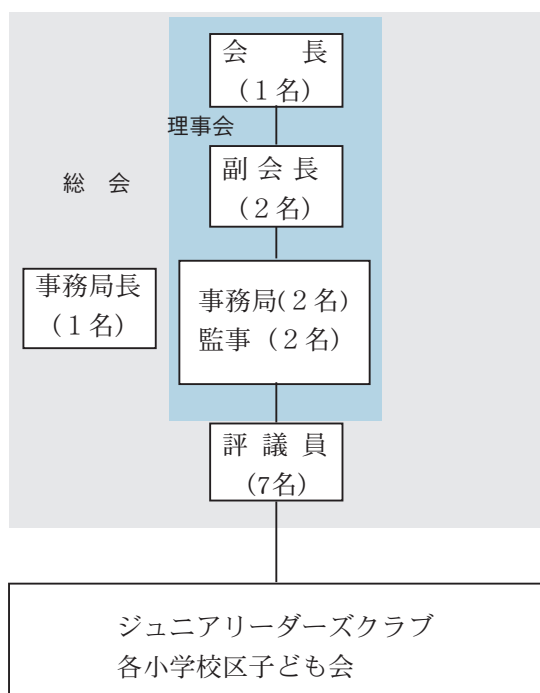 会　　長
(１名)
理事会
副 会 長
(２名)
総　会
事務局長
(１名)
事務局(２名)
監事 (２名)
評 議 員
(7名)
ジュニアリーダーズクラブ
各小学校区子ども会